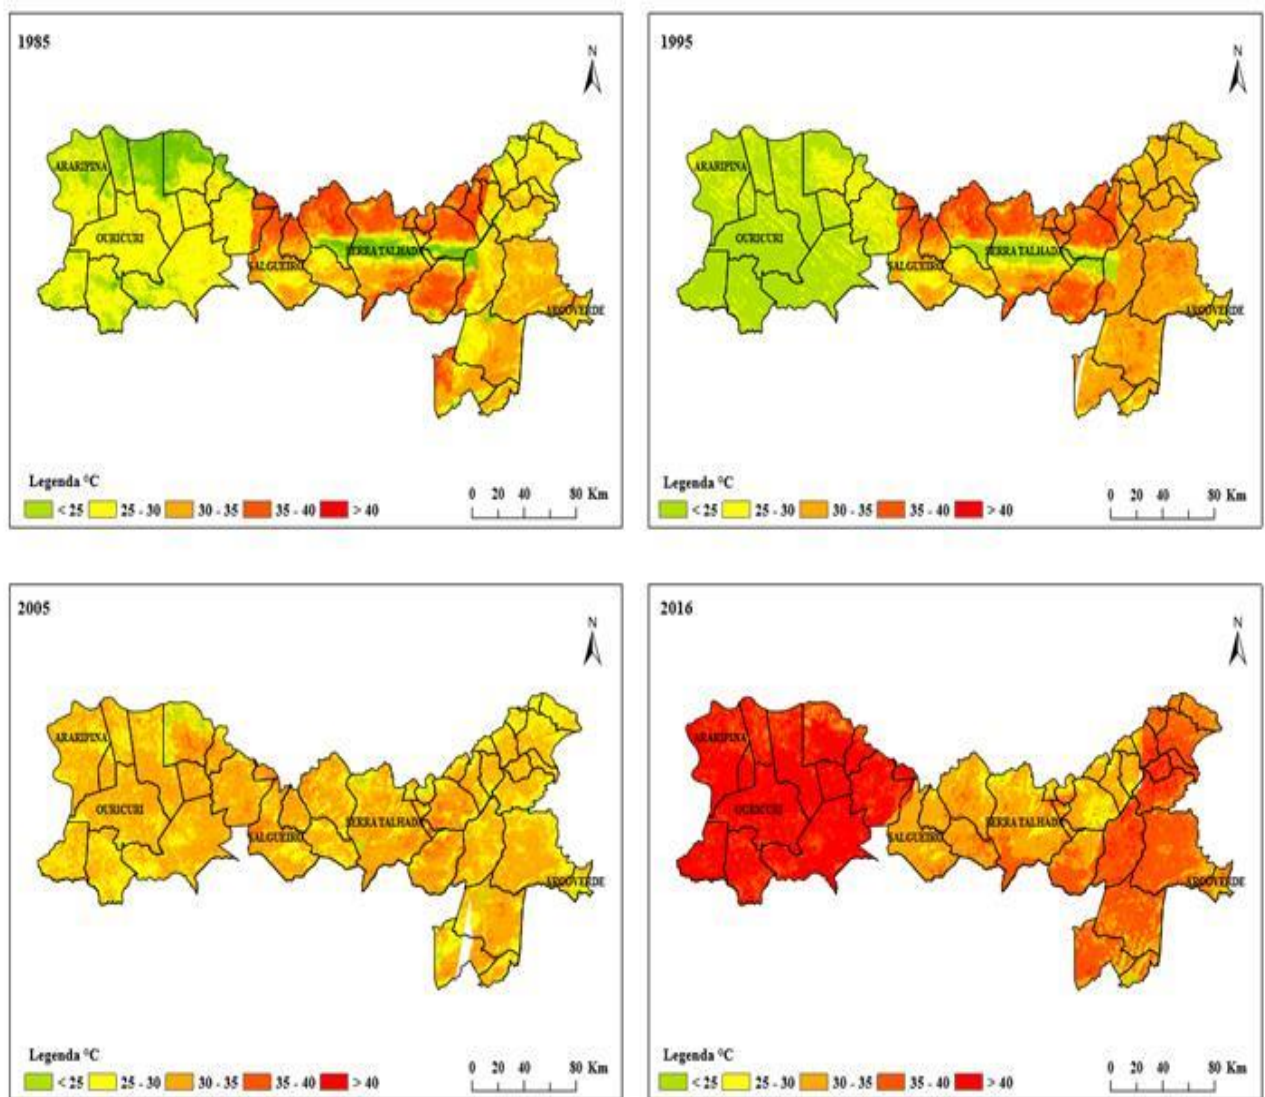 1985
N
ARARIPINA
OURICURI
SERRA TALHADA
SALGUEIRO
ARCOVERDE
Legenda °C
< 25 25 - 30 30 - 35 35 - 40 > 40
0 20 40 80 Km
1995
N
ARARIPINA
OURICURI
SERRA TALHADA
SALGUEIRO
ARCOVERDE
Legenda °C
< 25 25 - 30 30 - 35 35 - 40 > 40
0 20 40 80 Km
2005
N
ARARIPINA
OURICURI
SERRA TALHADA
SALGUEIRO
ARCOVERDE
Legenda °C
< 25 25 - 30 30 - 35 35 - 40 > 40
0 20 40 80 Km
2016
N
ARARIPINA
OURICURI
SERRA TALHADA
SALGUEIRO
ARCOVERDE
Legenda °C
< 25 25 - 30 30 - 35 35 - 40 > 40
0 20 40 80 Km